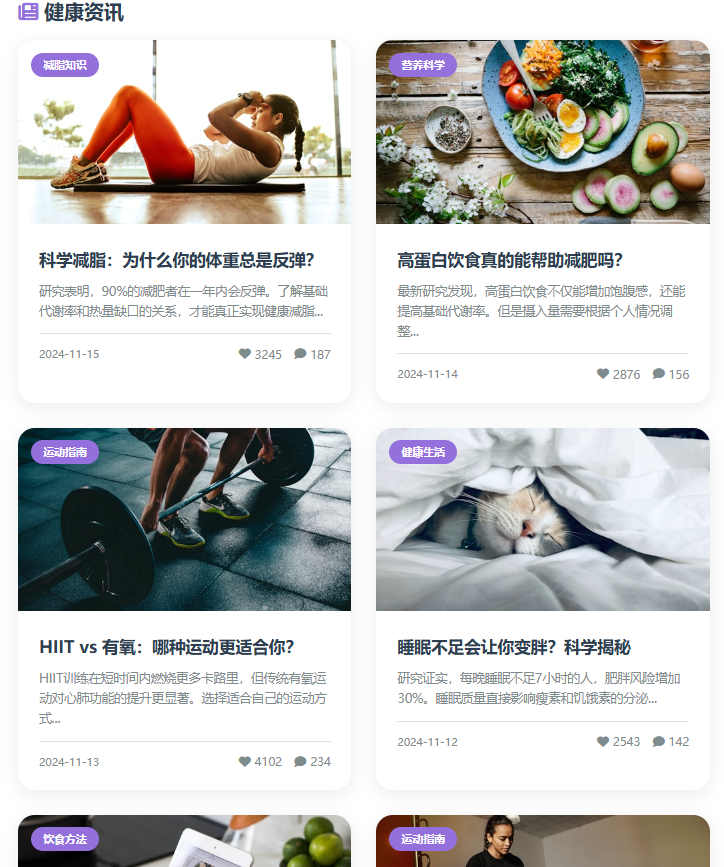 健康资讯
减脂知识
科学减脂：为什么你的体重总是反弹？
研究表明，90%的减肥者在一年内会反弹。了解基础
代谢率和热量缺口的关系，才能真正实现健康减脂...
2024-11-15 3245 187
营养科学
高蛋白饮食真的能帮助减肥吗？
最新研究发现，高蛋白饮食不仅能增加饱腹感，还能
提高基础代谢率。但是摄入量需要根据个人情况调
整...
2024-11-14 2876 156
运动指南
HIIT vs 有氧：哪种运动更适合你？
HIIT训练在短时间内燃烧更多卡路里，但传统有氧运
动对心肺功能的提升更显著。选择适合自己的运动方
式...
2024-11-13 4102 234
健康生活
睡眠不足会让你变胖？科学揭秘
研究证实，每晚睡眠不足7小时的人，肥胖风险增加
30%。睡眠质量直接影响瘦素和饥饿素的分泌...
2024-11-12 2543 142
饮食方法
运动指南